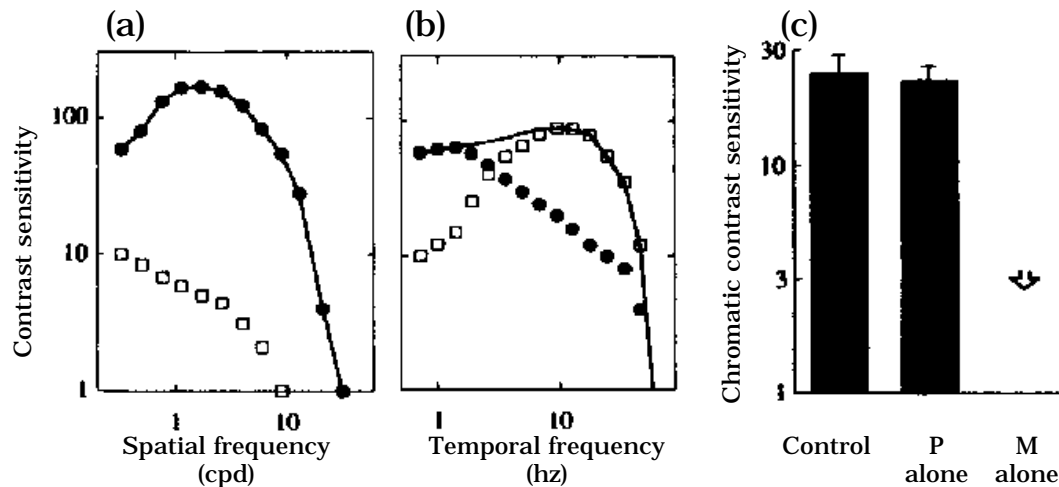 (a)
(b)
(c)
Contrast sensitivity
100
10
1
1
10
Spatial frequency
(cpd)
1
10
Temporal frequency
(hz)
Chromatic contrast sensitivity
30
10
3
1
Control
P
alone
M
alone